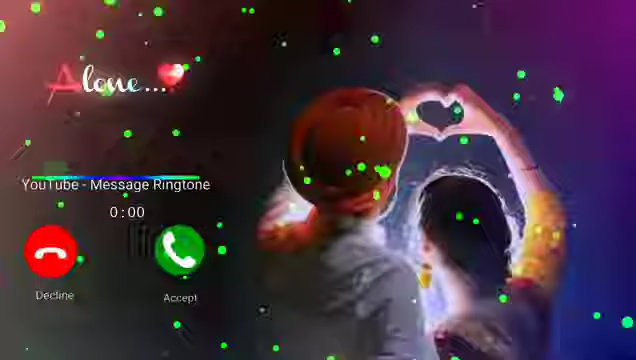 Alone...
YouTube - Message Ringtone
0:00
Decline
Accept